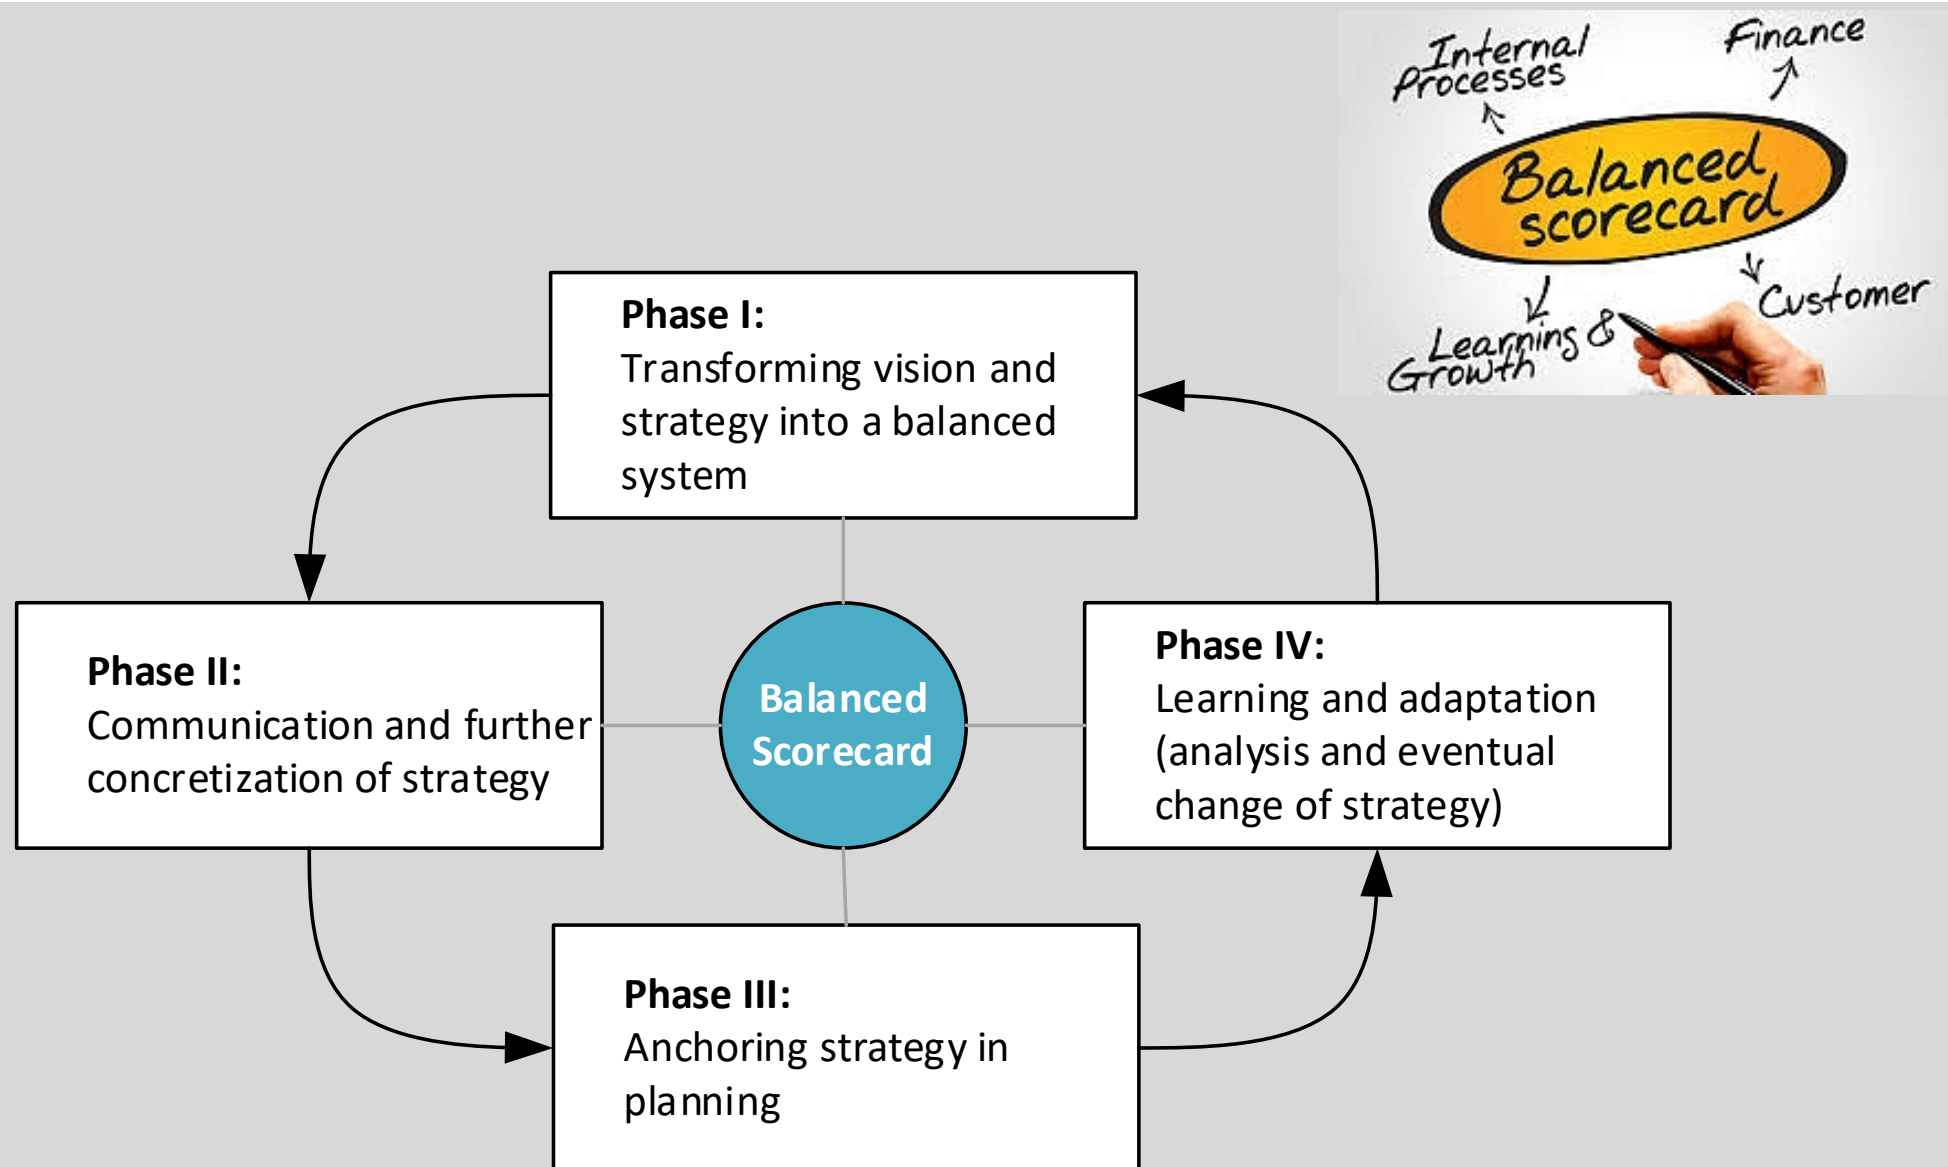 Internal
Processes
Finance
Balanced
scorecard
Customer
Learning &
Growth
Phase I:
Transforming vision and
strategy into a balanced
system
Phase II:
Communication and further
concretization of strategy
Balanced
Scorecard
Phase IV:
Learning and adaptation
(analysis and eventual
change of strategy)
Phase III:
Anchoring strategy in
planning